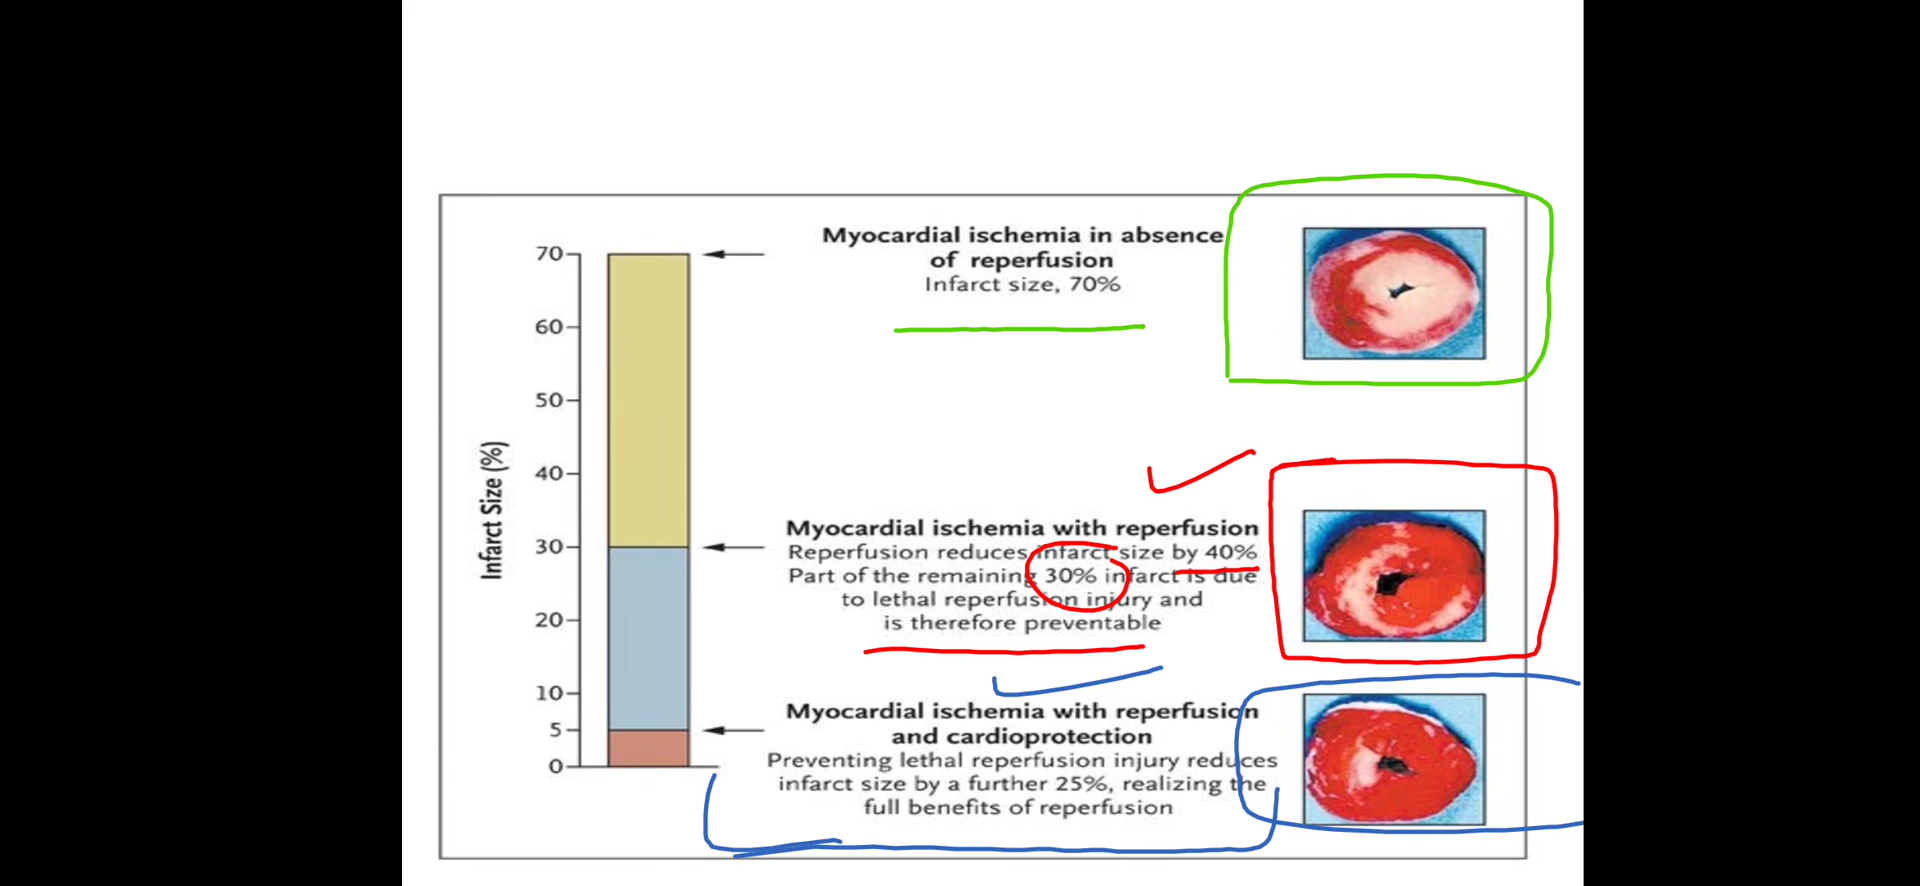 Myocardial ischemia in absence
of reperfusion
Infarct size, 70%
Myocardial ischemia with reperfusion
Reperfusion reduces infarct size by 40%
Part of the remaining 30% infarct is due
to lethal reperfusion injury and
is therefore preventable
Myocardial ischemia with reperfusion
and cardioprotection
Preventing lethal reperfusion injury reduces
infarct size by a further 25%, realizing the
full benefits of reperfusion
Infarct Size (%)
70
60
50
40
30
20
10
5
0